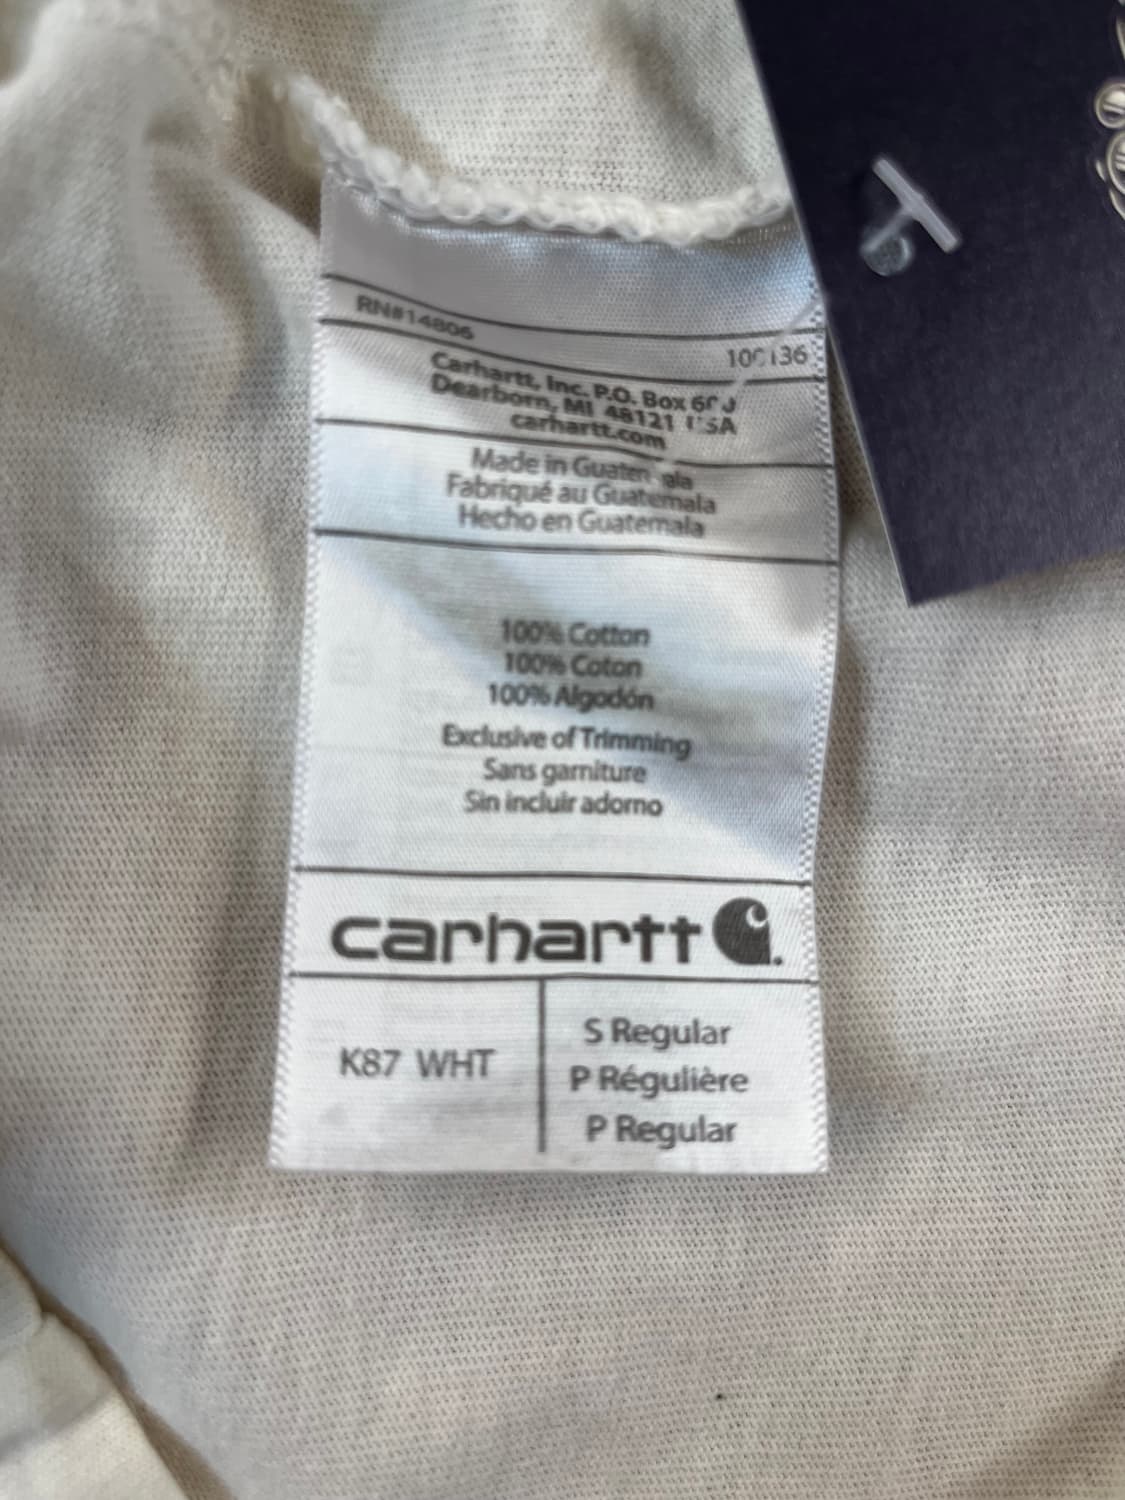 RN#14806
Carhartt, Inc. P.O. Box
Dearborn, MI 48121 USA
carhartt.com
Made in Guatemala
Fabriqué au Guatemala
Hecho en Guatemala
100% Cotton
100% Coton
100% Algodón
Exclusive of Trimming
Sans garniture
Sin incluir adorno
carhartt
K87 WHT
S Regular
P Régulière
P Regular